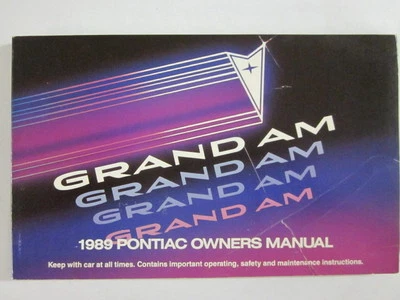 GRAND AM
GRAND AM
GRAND AM
GRAND AM
1989 PONTIAC OWNERS MANUAL
Keep with car at all times. Contains important operating, safety and maintenance instructions.